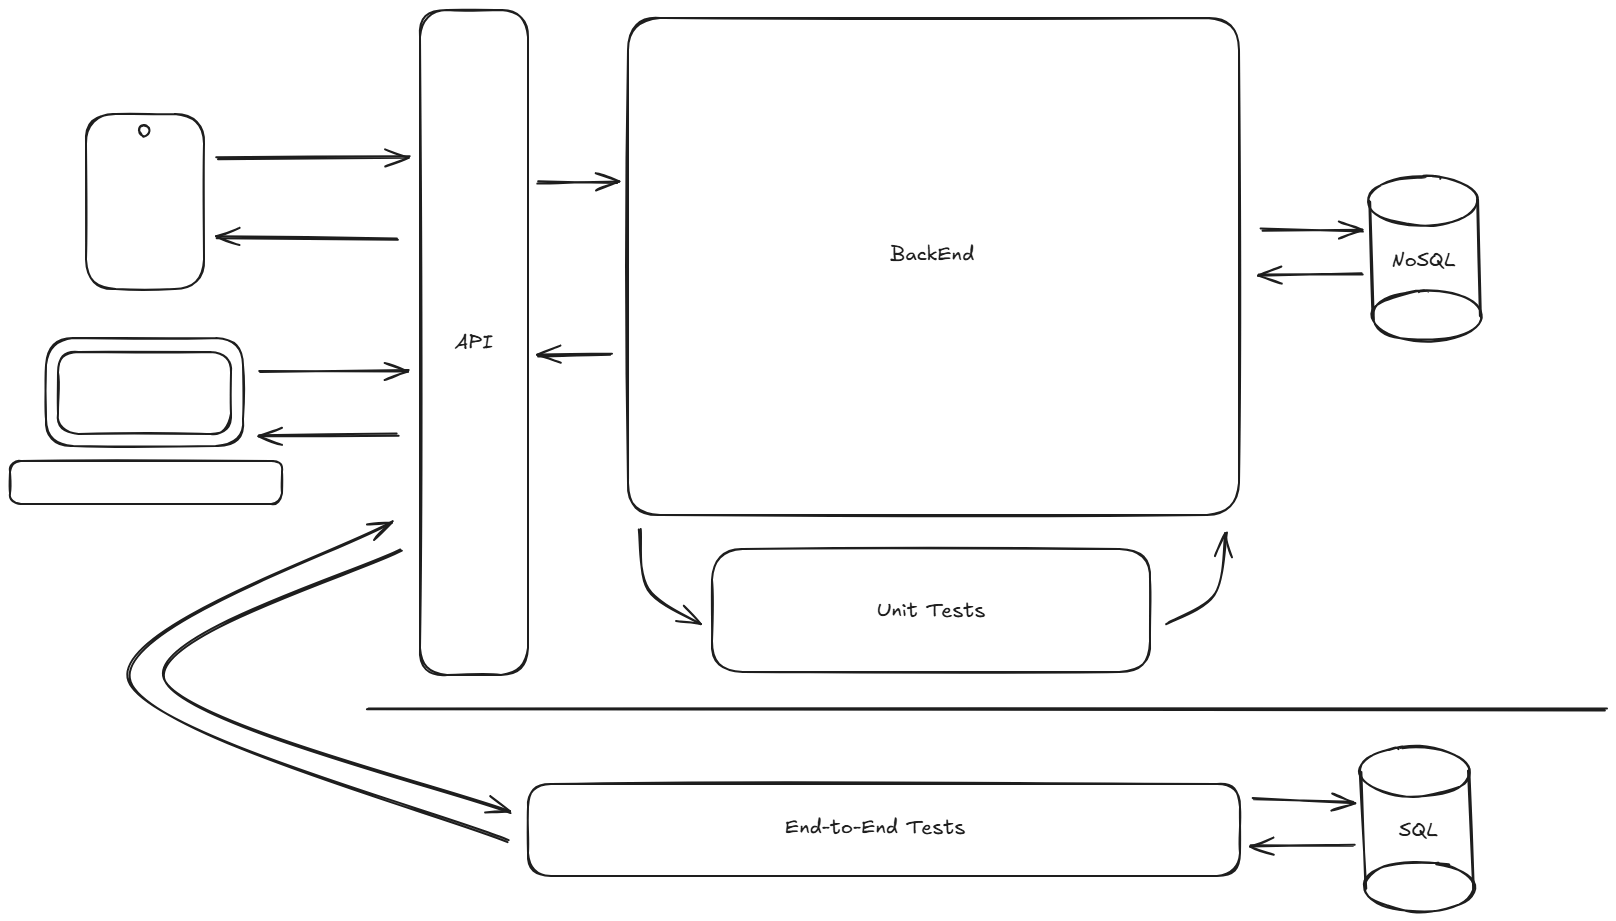 BackEnd
NoSQL
API
Unit Tests
End-to-End Tests
SQL